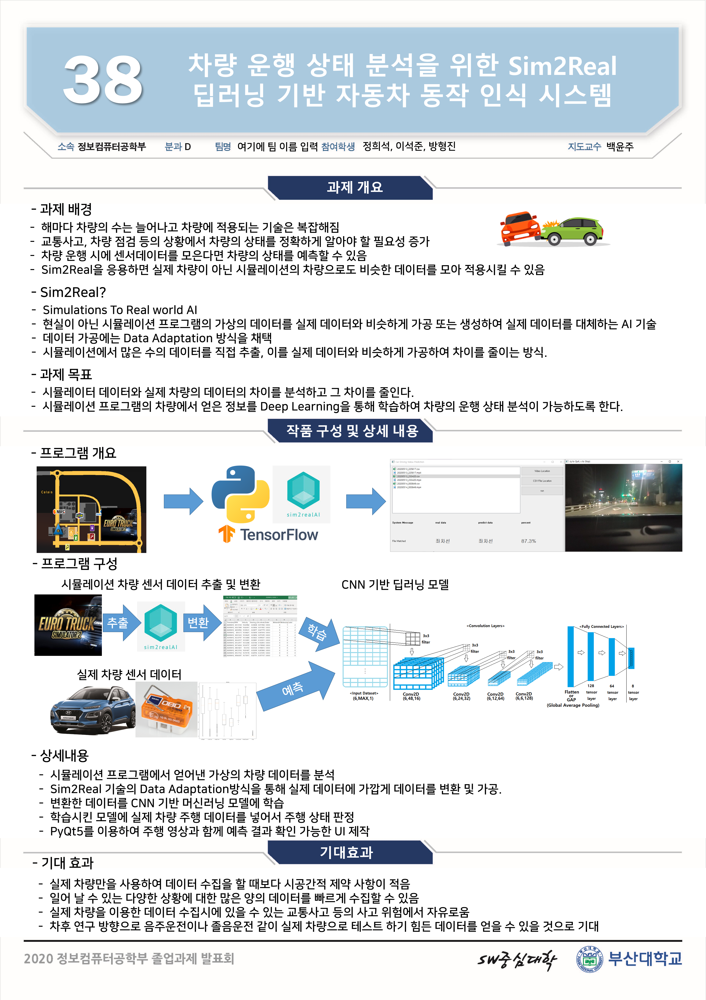 38
차량 운행 상태 분석을 위한 Sim2Real
딥러닝 기반 자동차 동작 인식 시스템
소속 정보컴퓨터공학부 분과 D 팀명 여기에 팀 이름 입력 참여학생 정희석, 이석준, 방형진 지도교수 백윤주
과제 개요
- 과제 배경
- 해마다 차량의 수는 늘어나고 차량에 적용되는 기술은 복잡해짐
- 교통사고, 차량 점검 등의 상황에서 차량의 상태를 정확하게 알아야 할 필요성 증가
- 차량 운행 시에 센서데이터를 모은다면 차량의 상태를 예측할 수 있음
- Sim2Real을 응용하면 실제 차량이 아닌 시뮬레이션의 차량으로도 비슷한 데이터를 모아 적용시킬 수 있음
- Sim2Real?
- Simulations To Real world AI
- 현실이 아닌 시뮬레이션 프로그램의 가상의 데이터를 실제 데이터와 비슷하게 가공 또는 생성하여 실제 데이터를 대체하는 AI 기술
- 데이터 가공에는 Data Adaptation 방식을 채택
- 시뮬레이션에서 많은 수의 데이터를 직접 추출, 이를 실제 데이터와 비슷하게 가공하여 차이를 줄이는 방식.
- 과제 목표
- 시뮬레이터 데이터와 실제 차량의 데이터의 차이를 분석하고 그 차이를 줄인다.
- 시뮬레이션 프로그램의 차량에서 얻은 정보를 Deep Learning을 통해 학습하여 차량의 운행 상태 분석이 가능하도록 한다.
작품 구성 및 상세 내용
- 프로그램 개요
Calais
NBFC
LKW
EURO TRUCK
SIMULATOR 2
sim2realAI
TensorFlow
Car Driving Status Prediction
20200513_225817.csv
20200513_225817.mp4
20200513_233420.csv
20200513_233420.mp4
20200514_000849.csv
20200514_000849.mp4
Video Location
CSV File Location
run
System Message real data predict data percent
File Matched 좌차선 좌차선 87.3%
(q to Quit, s to Stop)
- 프로그램 구성
시뮬레이션 차량 센서 데이터 추출 및 변환
EURO TRUCK
SIMULATOR 2
추출
sim2realAI
변환
학습
실제 차량 센서 데이터
KONA Hybrid
TEXA
OBD
E24 10 R-03 0483
예측
CNN 기반 딥러닝 모델
<Convolution Layers>
<Fully Connected Layers>
3x3
filter
3x3
filter
3x3
filter
3x3
filter
<Input Dataset>
(6,MAX,1)
Conv2D
(6,48,16)
Conv2D
(6,24,32)
Conv2D
(6,12,64)
Conv2D
(6,6,128)
Flatten
or
GAP
(Global Average Pooling)
128
tensor
layer
64
tensor
layer
8
tensor
layer
- 상세내용
- 시뮬레이션 프로그램에서 얻어낸 가상의 차량 데이터를 분석
- Sim2Real 기술의 Data Adaptation방식을 통해 실제 데이터에 가깝게 데이터를 변환 및 가공.
- 변환한 데이터를 CNN 기반 머신러닝 모델에 학습
- 학습시킨 모델에 실제 차량 주행 데이터를 넣어서 주행 상태 판정
- PyQt5를 이용하여 주행 영상과 함께 예측 결과 확인 가능한 UI 제작
기대효과
- 기대 효과
- 실제 차량만을 사용하여 데이터 수집을 할 때보다 시공간적 제약 사항이 적음
- 일어 날 수 있는 다양한 상황에 대한 많은 양의 데이터를 빠르게 수집할 수 있음
- 실제 차량을 이용한 데이터 수집시에 있을 수 있는 교통사고 등의 사고 위험에서 자유로움
- 차후 연구 방향으로 음주운전이나 졸음운전 같이 실제 차량으로 테스트 하기 힘든 데이터를 얻을 수 있을 것으로 기대
2020 정보컴퓨터공학부 졸업과제 발표회
SW중심대학
부산대학교
PUSAN NATIONAL UNIVERSITY
부산대학교